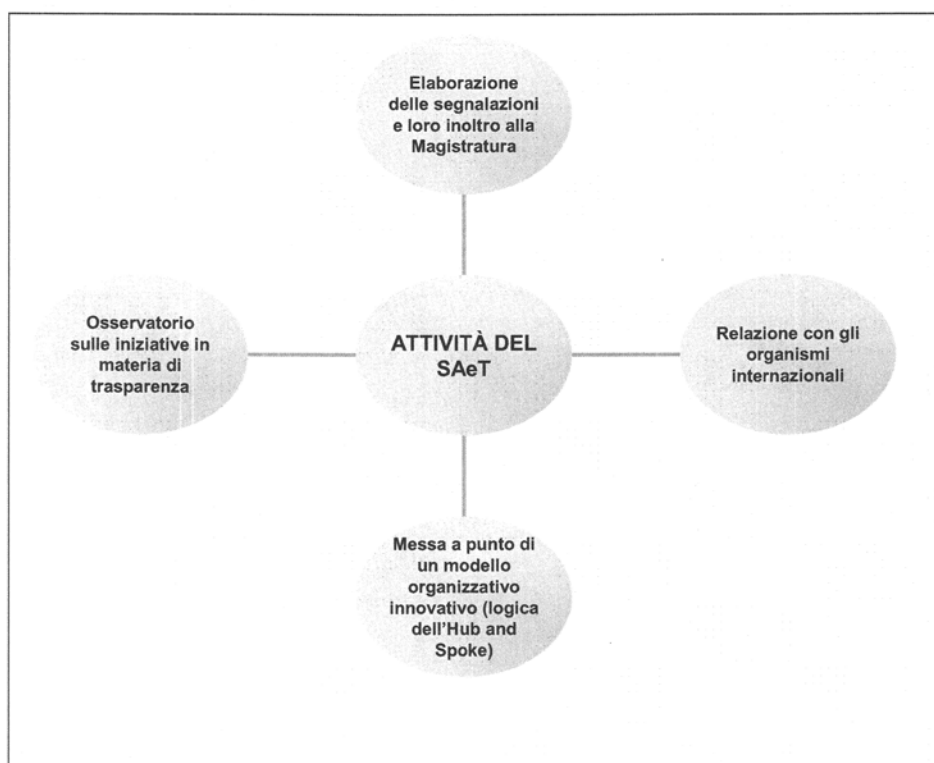 Elaborazione
delle segnalazioni
e loro inoltro alla
Magistratura
Osservatorio
sulle iniziative in
materia di
trasparenza
ATTIVITÀ DEL
SAeT
Relazione con gli
organismi
internazionali
Messa a punto di
un modello
organizzativo
innovativo (logica
dell'Hub and
Spoke)